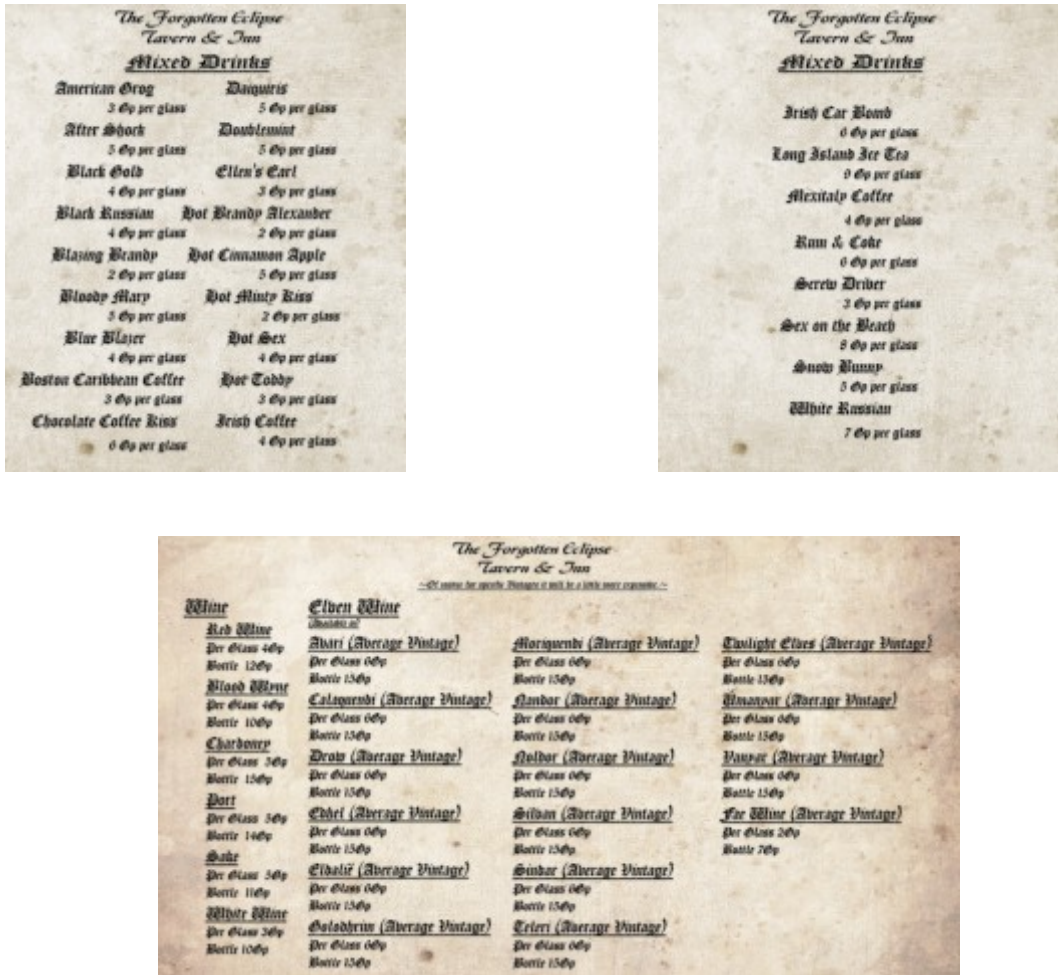 The Forgotten Eclipse
Tavern & Inn
Mixed Drinks
American Grog
3 Gp per glass
After Shock
5 Gp per glass
Black Gold
4 Gp per glass
Black Russian
4 Gp per glass
Blazing Brandy
2 Gp per glass
Bloody Mary
5 Gp per glass
Blue Blazer
4 Gp per glass
Boston Caribbean Coffee
3 Gp per glass
Chocolate Coffee Kiss
6 Gp per glass
Daiquiris
5 Gp per glass
Doublemint
5 Gp per glass
Ellen's Earl
3 Gp per glass
Hot Brandy Alexander
2 Gp per glass
Hot Cinnamon Apple
5 Gp per glass
Hot Minty Kiss
2 Gp per glass
Hot Sex
4 Gp per glass
Hot Toddy
3 Gp per glass
Irish Coffee
4 Gp per glass
The Forgotten Eclipse
Tavern & Inn
Mixed Drinks
Irish Car Bomb
6 Gp per glass
Long Island Ice Tea
9 Gp per glass
Mexitaly Coffee
4 Gp per glass
Rum & Coke
6 Gp per glass
Screw Driver
3 Gp per glass
Sex on the Beach
8 Gp per glass
Snow Bunny
5 Gp per glass
White Russian
7 Gp per glass
The Forgotten Eclipse
Tavern & Inn
~Of course for specific Vintages it will be a little more expensive ~
Wine
Red Wine
Per Glass 4Gp
Bottle 12Gp
Blood Wyne
Per Glass 4Gp
Bottle 10Gp
Chardoney
Per Glass 5Gp
Bottle 15Gp
Port
Per Glass 5Gp
Bottle 14Gp
Sake
Per Glass 5Gp
Bottle 11Gp
White Wine
Per Glass 3Gp
Bottle 10Gp
Elven Wine
Avari (Average Vintage)
Per Glass 6Gp
Bottle 15Gp
Calaquendi (Average Vintage)
Per Glass 6Gp
Bottle 15Gp
Drow (Average Vintage)
Per Glass 6Gp
Bottle 15Gp
Edhel (Average Vintage)
Per Glass 6Gp
Bottle 15Gp
Eldalië (Average Vintage)
Per Glass 6Gp
Bottle 15Gp
Golodhrim (Average Vintage)
Per Glass 6Gp
Bottle 15Gp
Moriquendi (Average Vintage)
Per Glass 6Gp
Bottle 15Gp
Nandor (Average Vintage)
Per Glass 6Gp
Bottle 15Gp
Noldor (Average Vintage)
Per Glass 6Gp
Bottle 15Gp
Silvan (Average Vintage)
Per Glass 6Gp
Bottle 15Gp
Sindar (Average Vintage)
Per Glass 6Gp
Bottle 15Gp
Teleri (Average Vintage)
Per Glass 6Gp
Bottle 15Gp
Twilight Elves (Average Vintage)
Per Glass 6Gp
Bottle 15Gp
Umanyar (Average Vintage)
Per Glass 6Gp
Bottle 15Gp
Vanyar (Average Vintage)
Per Glass 6Gp
Bottle 15Gp
Fae Wine (Average Vintage)
Per Glass 2Gp
Bottle 7Gp